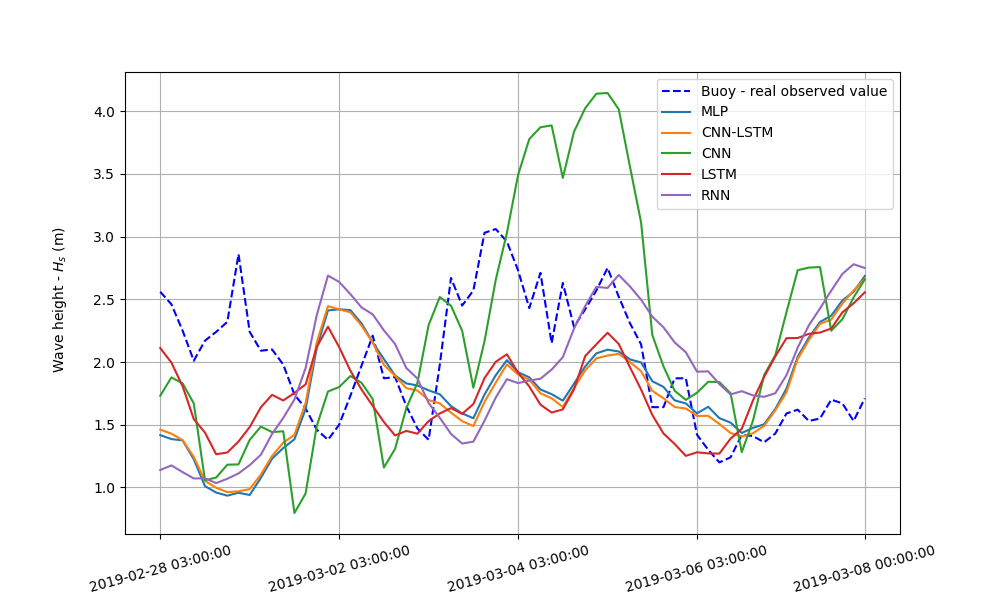 4.0
3.5
3.0
2.5
2.0
1.5
1.0
Wave height - Hₛ (m)
Buoy - real observed value
MLP
CNN-LSTM
CNN
LSTM
RNN
2019-02-28 03:00:00
2019-03-02 03:00:00
2019-03-04 03:00:00
2019-03-06 03:00:00
2019-03-08 00:00:00